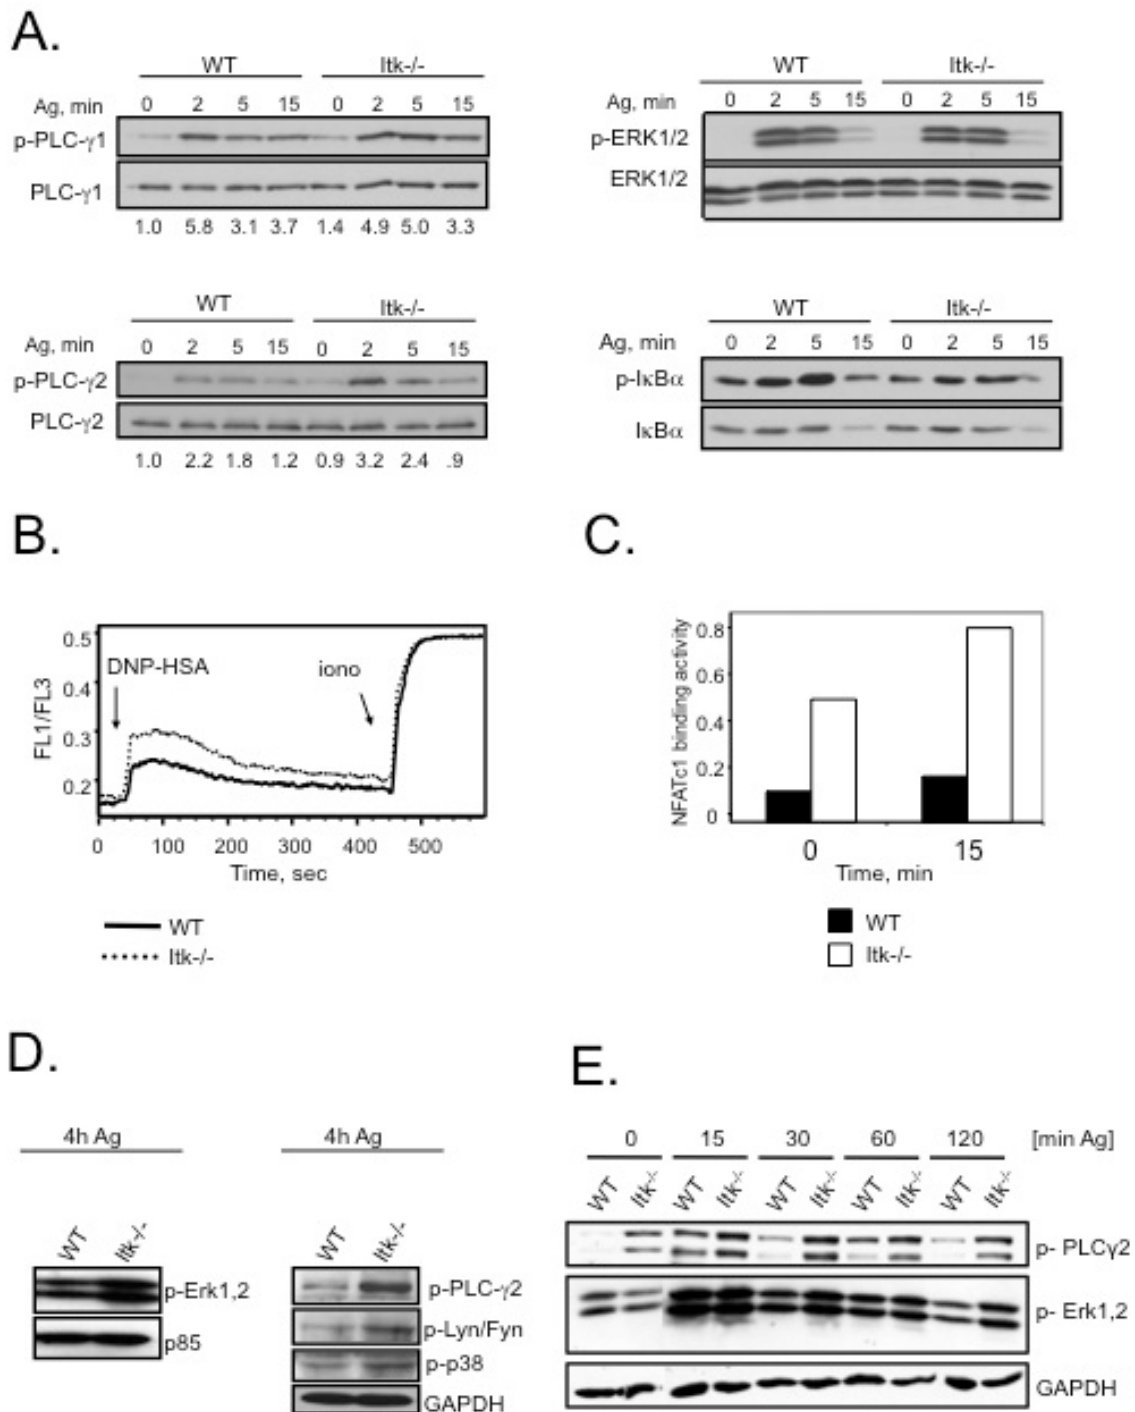 A.
WT Itk-/-
Ag, min 0 2 5 15 0 2 5 15
p-PLC-γ1
PLC-γ1
1.0 5.8 3.1 3.7 1.4 4.9 5.0 3.3
WT Itk-/-
Ag, min 0 2 5 15 0 2 5 15
p-ERK1/2
ERK1/2
WT Itk-/-
Ag, min 0 2 5 15 0 2 5 15
p-PLC-γ2
PLC-γ2
1.0 2.2 1.8 1.2 0.9 3.2 2.4 .9
WT Itk-/-
Ag, min 0 2 5 15 0 2 5 15
p-IκBα
IκBα
B.
0.5
0.4
0.3
0.2
FL1/FL3
DNP-HSA
iono
0 100 200 300 400 500
Time, sec
WT
Itk-/-
C.
0.8
0.6
0.4
0.2
0
NFATc1 binding activity
0 15
Time, min
WT
Itk-/-
D.
4h Ag
WT Itk-/-
p-Erk1,2
p85
4h Ag
WT Itk-/-
p-PLC-γ2
p-Lyn/Fyn
p-p38
GAPDH
E.
0 15 30 60 120 [min Ag]
WT Itk-/- WT Itk-/- WT Itk-/- WT Itk-/- WT Itk-/-
p- PLCγ2
p- Erk1,2
GAPDH